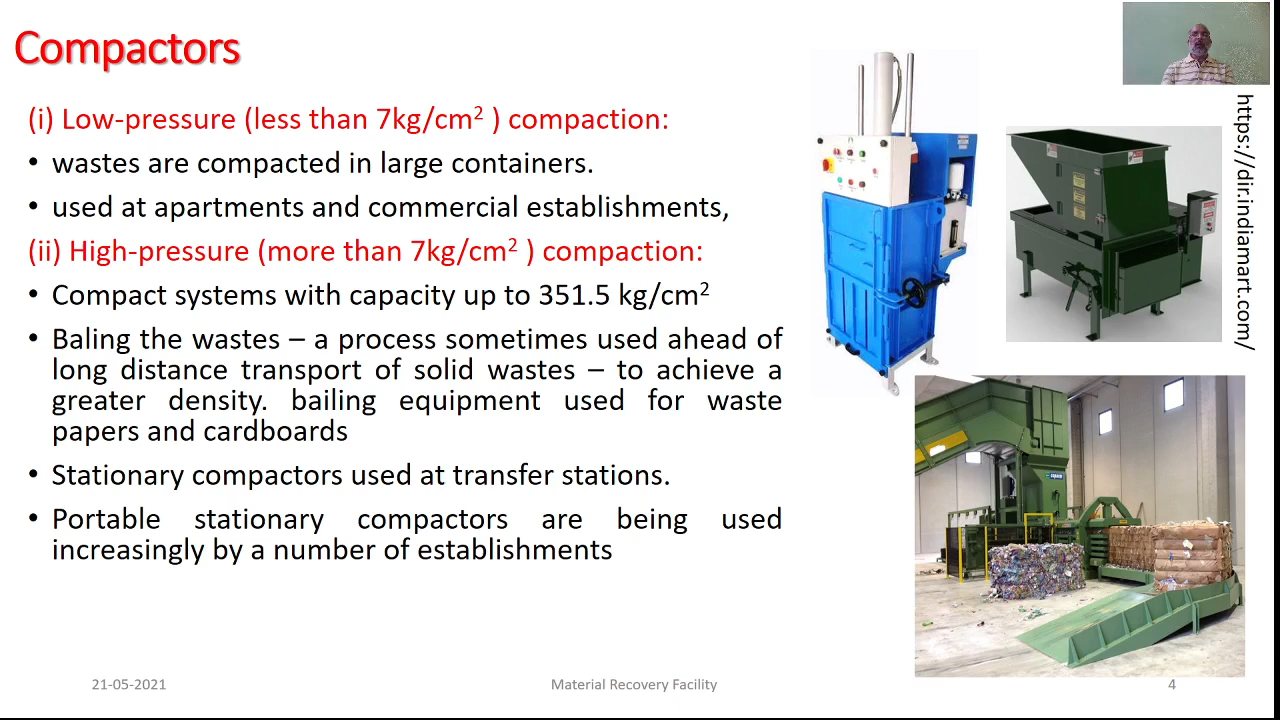 Compactors
(i) Low-pressure (less than 7kg/cm² ) compaction:
• wastes are compacted in large containers.
• used at apartments and commercial establishments,
(ii) High-pressure (more than 7kg/cm² ) compaction:
• Compact systems with capacity up to 351.5 kg/cm²
• Baling the wastes – a process sometimes used ahead of
long distance transport of solid wastes – to achieve a
greater density. bailing equipment used for waste
papers and cardboards
• Stationary compactors used at transfer stations.
• Portable stationary compactors are being used
increasingly by a number of establishments
https://dir.indiamart.com/
21-05-2021
Material Recovery Facility
4